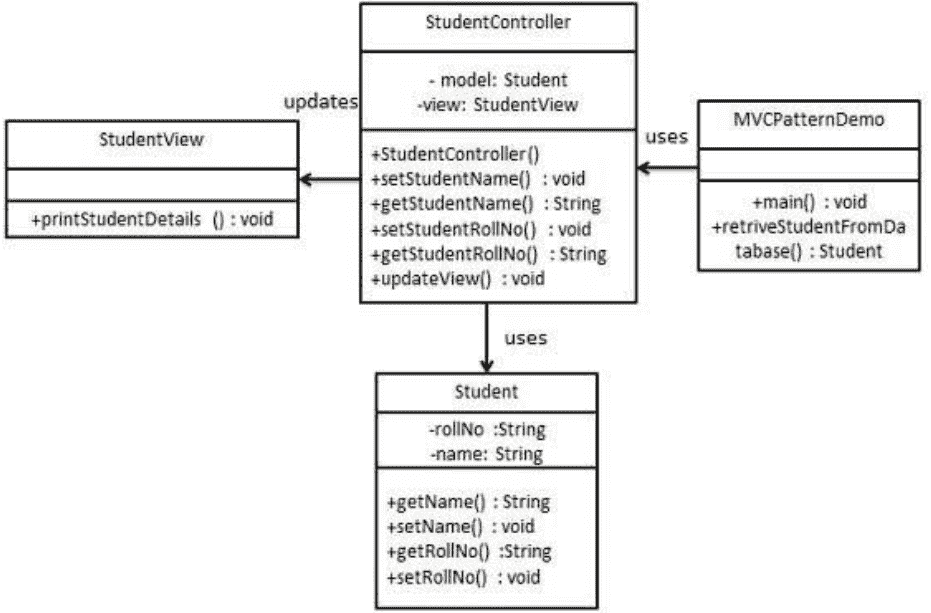 StudentController
- model: Student
-view: StudentView
+StudentController()
+setStudentName() : void
+getStudentName() : String
+setStudentRollNo() : void
+getStudentRollNo() : String
+updateView() : void
updates
StudentView
+printStudentDetails () : void
uses
MVCPatternDemo
+main() : void
+retriveStudentFromDa
tabase() : Student
uses
Student
-rollNo :String
-name: String
+getName() : String
+setName() : void
+getRollNo() :String
+setRollNo() : void